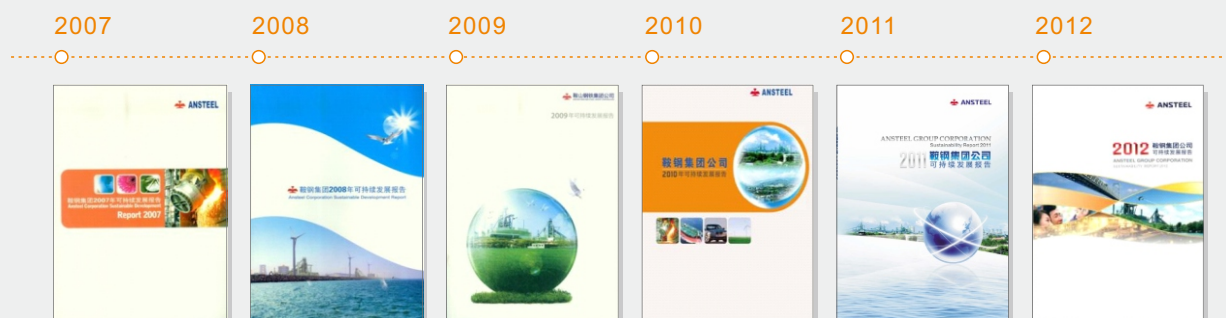 2007
2008
2009
2010
2011
2012
ANSTEEL
鞍钢集团2007年可持续发展报告
Ansteel Corporation Sustainable Development
Report 2007
鞍钢集团2008年可持续发展报告
Ansteel Corporation Sustainable Development Report
鞍山钢铁集团公司
2009年可持续发展报告
ANSTEEL
鞍钢集团公司
2010年可持续发展报告
ANSTEEL
ANSTEEL GROUP CORPORATION
Sustainability Report 2011
2011 鞍钢集团公司
可持续发展报告
ANSTEEL
2012 鞍钢集团公司
可持续发展报告
ANSTEEL GROUP CORPORATION